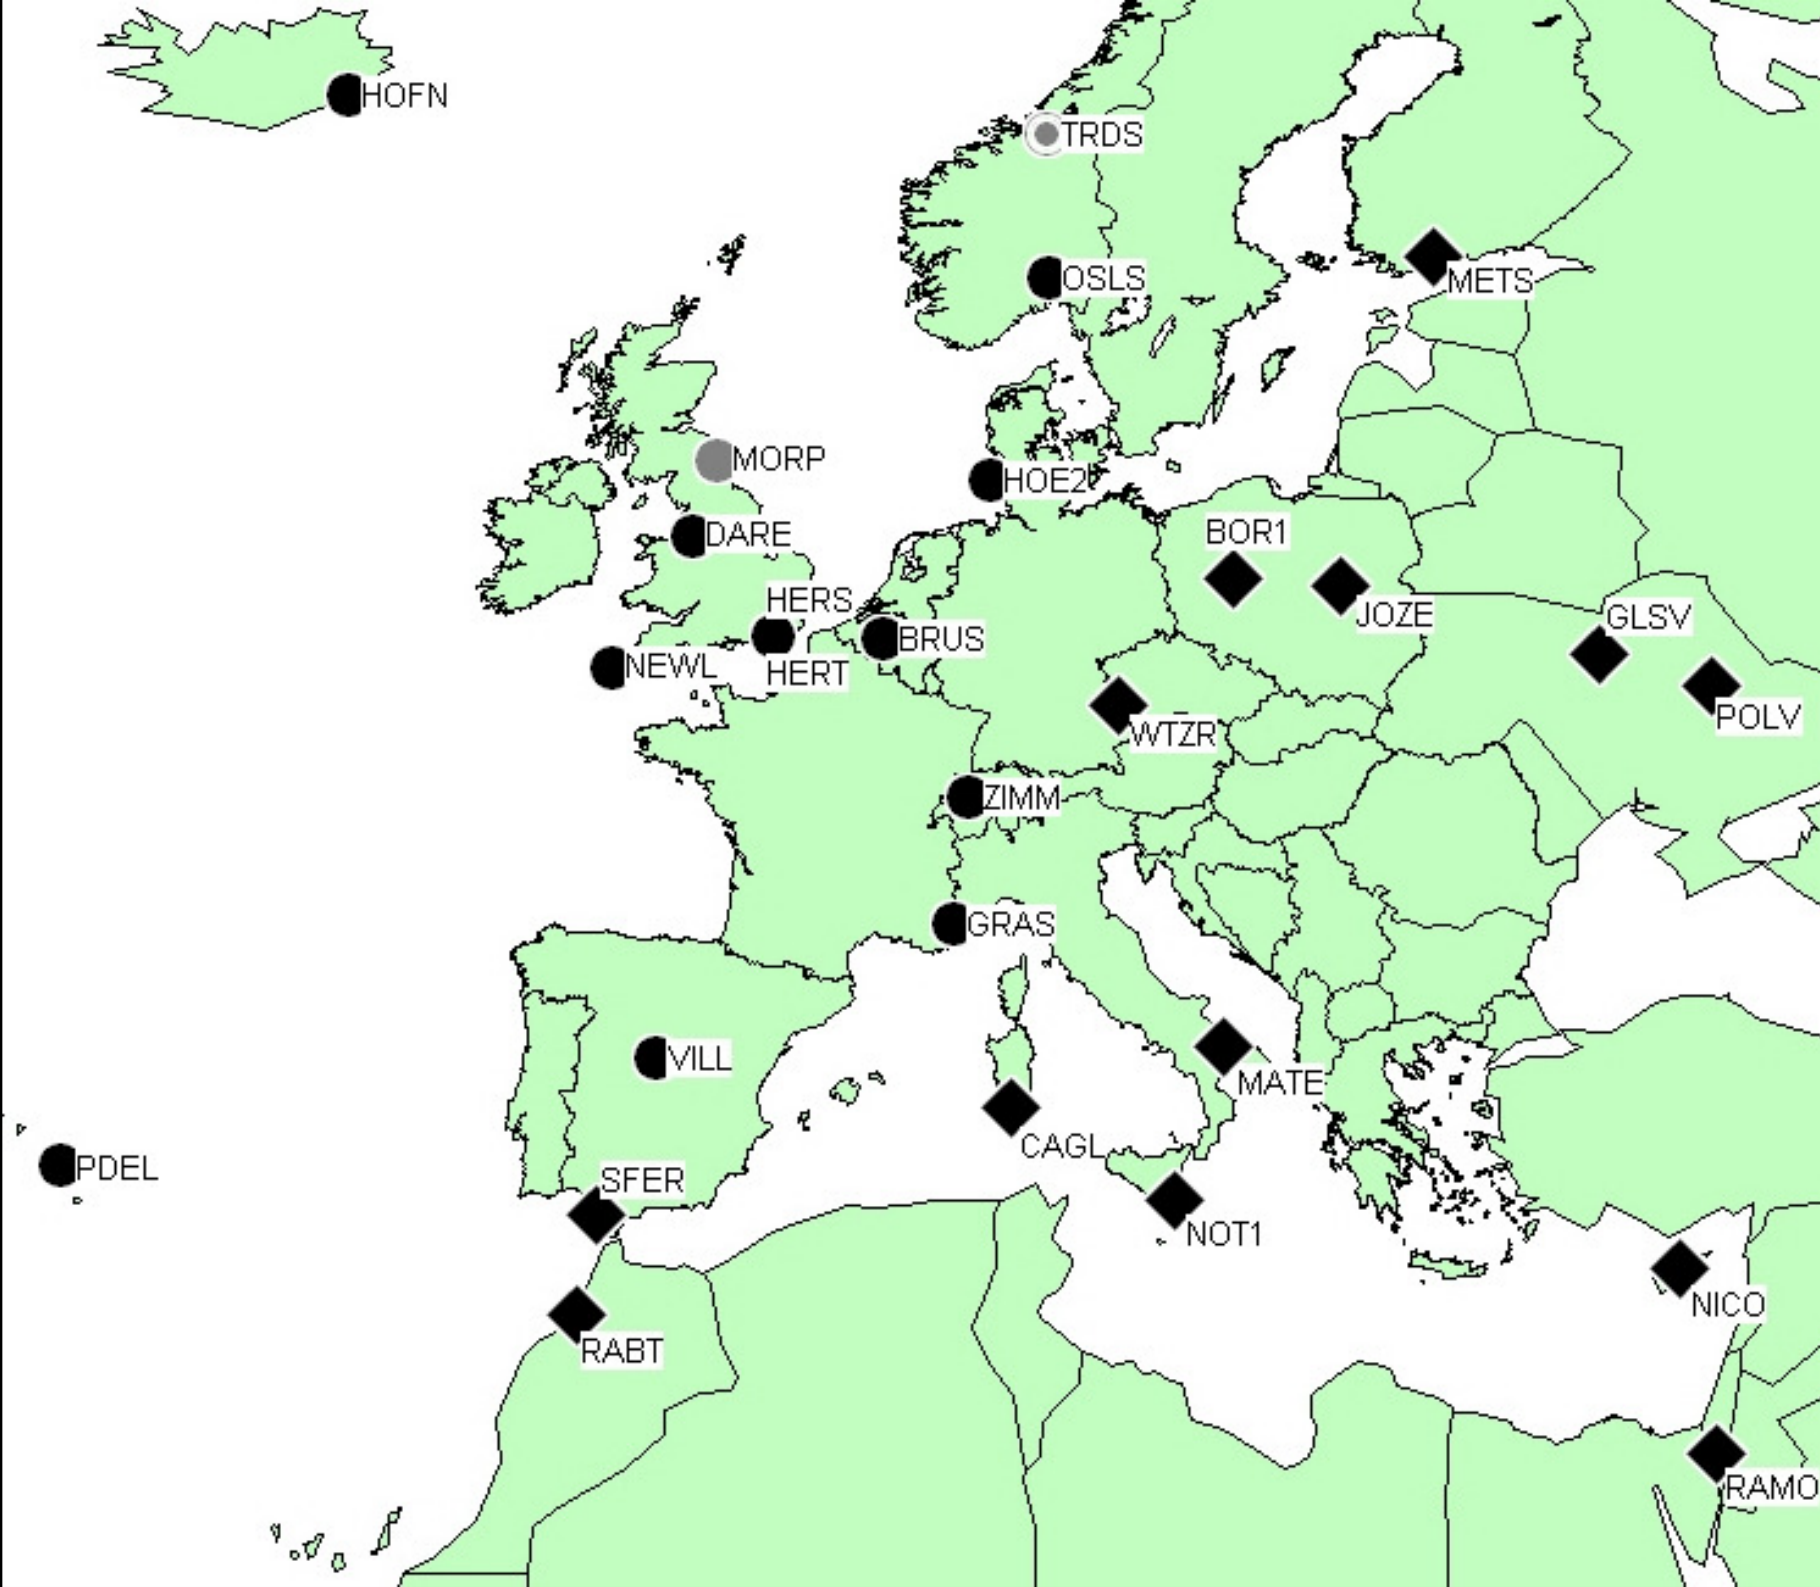 HOFN
TRDS
METS
OSLS
MORP
HOE2
DARE
BOR1
HERS
JOZE
GLSV
BRUS
NEWL
HERT
POLV
WTZR
ZIMM
GRAS
VILL
MATE
CAGL
PDEL
SFER
NOT1
NICO
RABT
RAMO